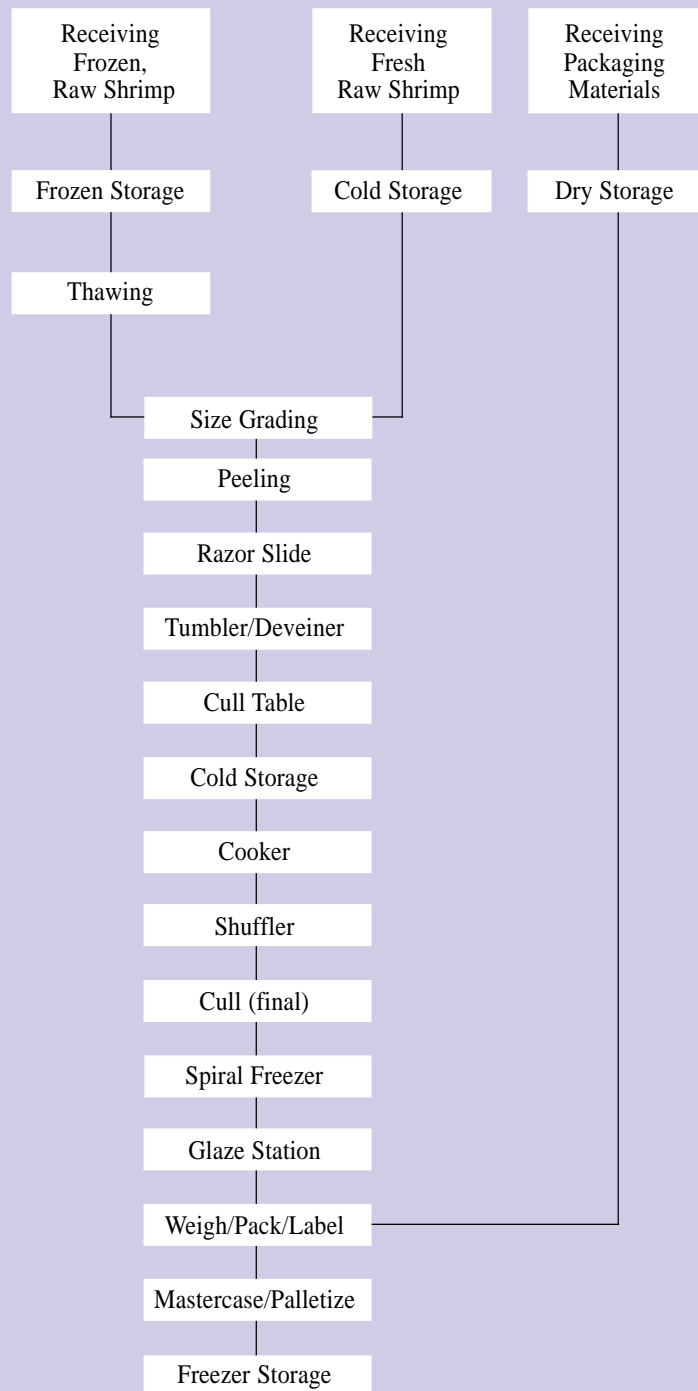 Receiving
Frozen,
Raw Shrimp
Receiving
Fresh
Raw Shrimp
Receiving
Packaging
Materials
Frozen Storage
Cold Storage
Dry Storage
Thawing
Size Grading
Peeling
Razor Slide
Tumbler/Deveiner
Cull Table
Cold Storage
Cooker
Shuffler
Cull (final)
Spiral Freezer
Glaze Station
Weigh/Pack/Label
Mastercase/Palletize
Freezer Storage